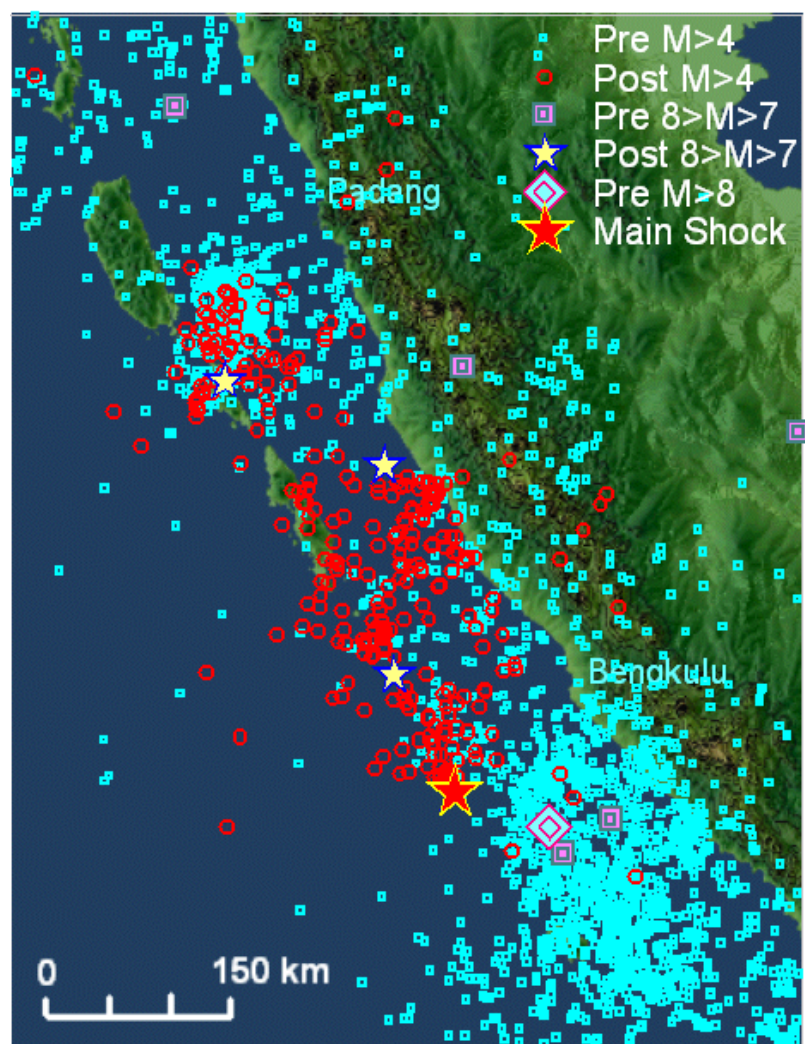 Pre M>4
Post M>4
Pre 8>M>7
Post 8>M>7
Pre M>8
Main Shock
Padang
Bengkulu
0 150 km